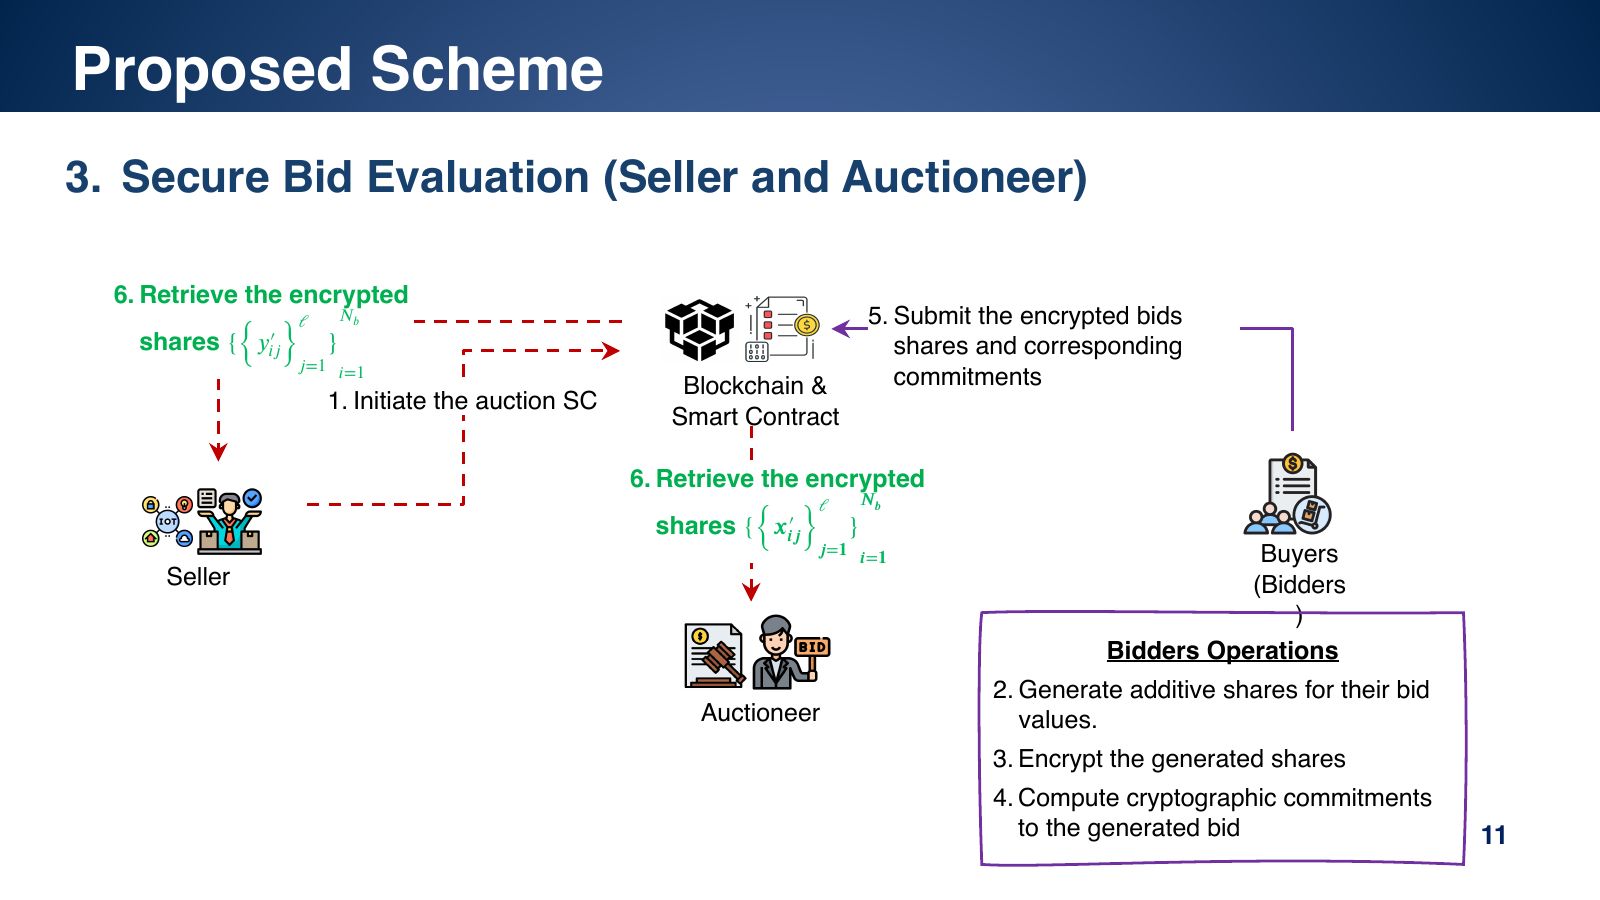 Proposed Scheme
3. Secure Bid Evaluation (Seller and Auctioneer)
6. Retrieve the encrypted
shares {{y′ij}ℓj=1}Nbi=1
1. Initiate the auction SC
Seller
Blockchain &
Smart Contract
5. Submit the encrypted bids
shares and corresponding
commitments
6. Retrieve the encrypted
shares {{x′ij}ℓj=1}Nbi=1
BID
Auctioneer
IOT
Buyers
(Bidders
)
Bidders Operations
2. Generate additive shares for their bid
values.
3. Encrypt the generated shares
4. Compute cryptographic commitments
to the generated bid
11